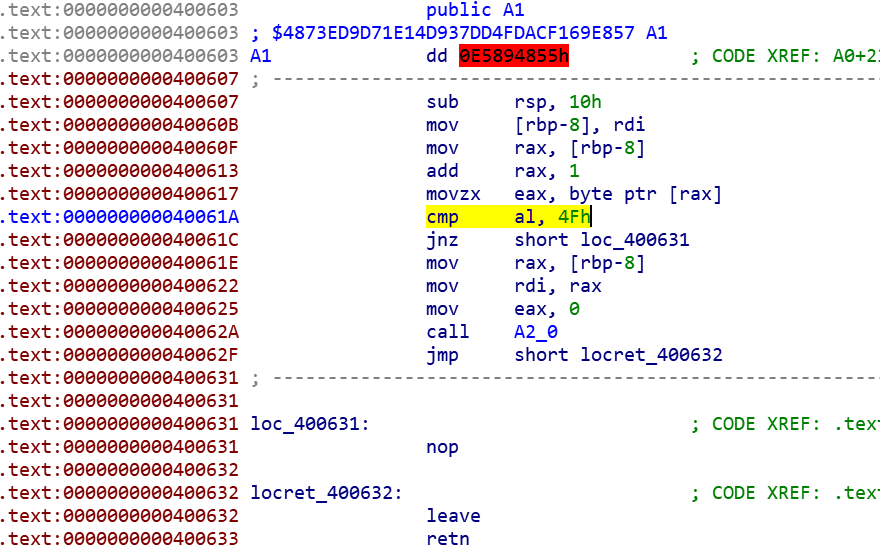 .text:0000000000400603 public A1
.text:0000000000400603 ; $4873ED9D71E14D937DD4FDACF169E857 A1
.text:0000000000400603 A1 dd 0E5894855h ; CODE XREF: A0+2
.text:0000000000400607 ; ---------------------------------------------------------
.text:0000000000400607 sub rsp, 10h
.text:000000000040060B mov [rbp-8], rdi
.text:000000000040060F mov rax, [rbp-8]
.text:0000000000400613 add rax, 1
.text:0000000000400617 movzx eax, byte ptr [rax]
.text:000000000040061A cmp al, 4Fh
.text:000000000040061C jnz short loc_400631
.text:000000000040061E mov rax, [rbp-8]
.text:0000000000400622 mov rdi, rax
.text:0000000000400625 mov eax, 0
.text:000000000040062A call A2_0
.text:000000000040062F jmp short locret_400632
.text:0000000000400631 ; ---------------------------------------------------------
.text:0000000000400631
.text:0000000000400631 loc_400631: ; CODE XREF: .text
.text:0000000000400631 nop
.text:0000000000400632
.text:0000000000400632 locret_400632: ; CODE XREF: .text
.text:0000000000400632 leave
.text:0000000000400633 retn